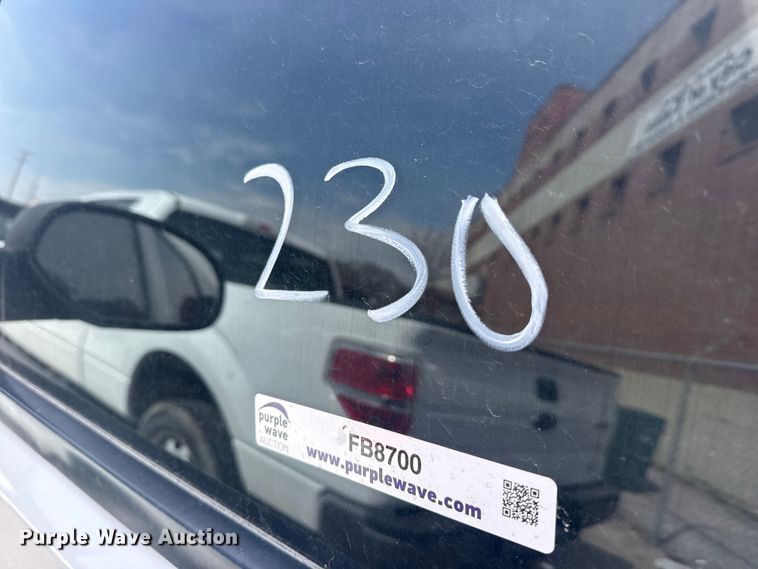 230
purple
wave
AUCTION
FB8700
www.purplewave.com
Purple Wave Auction